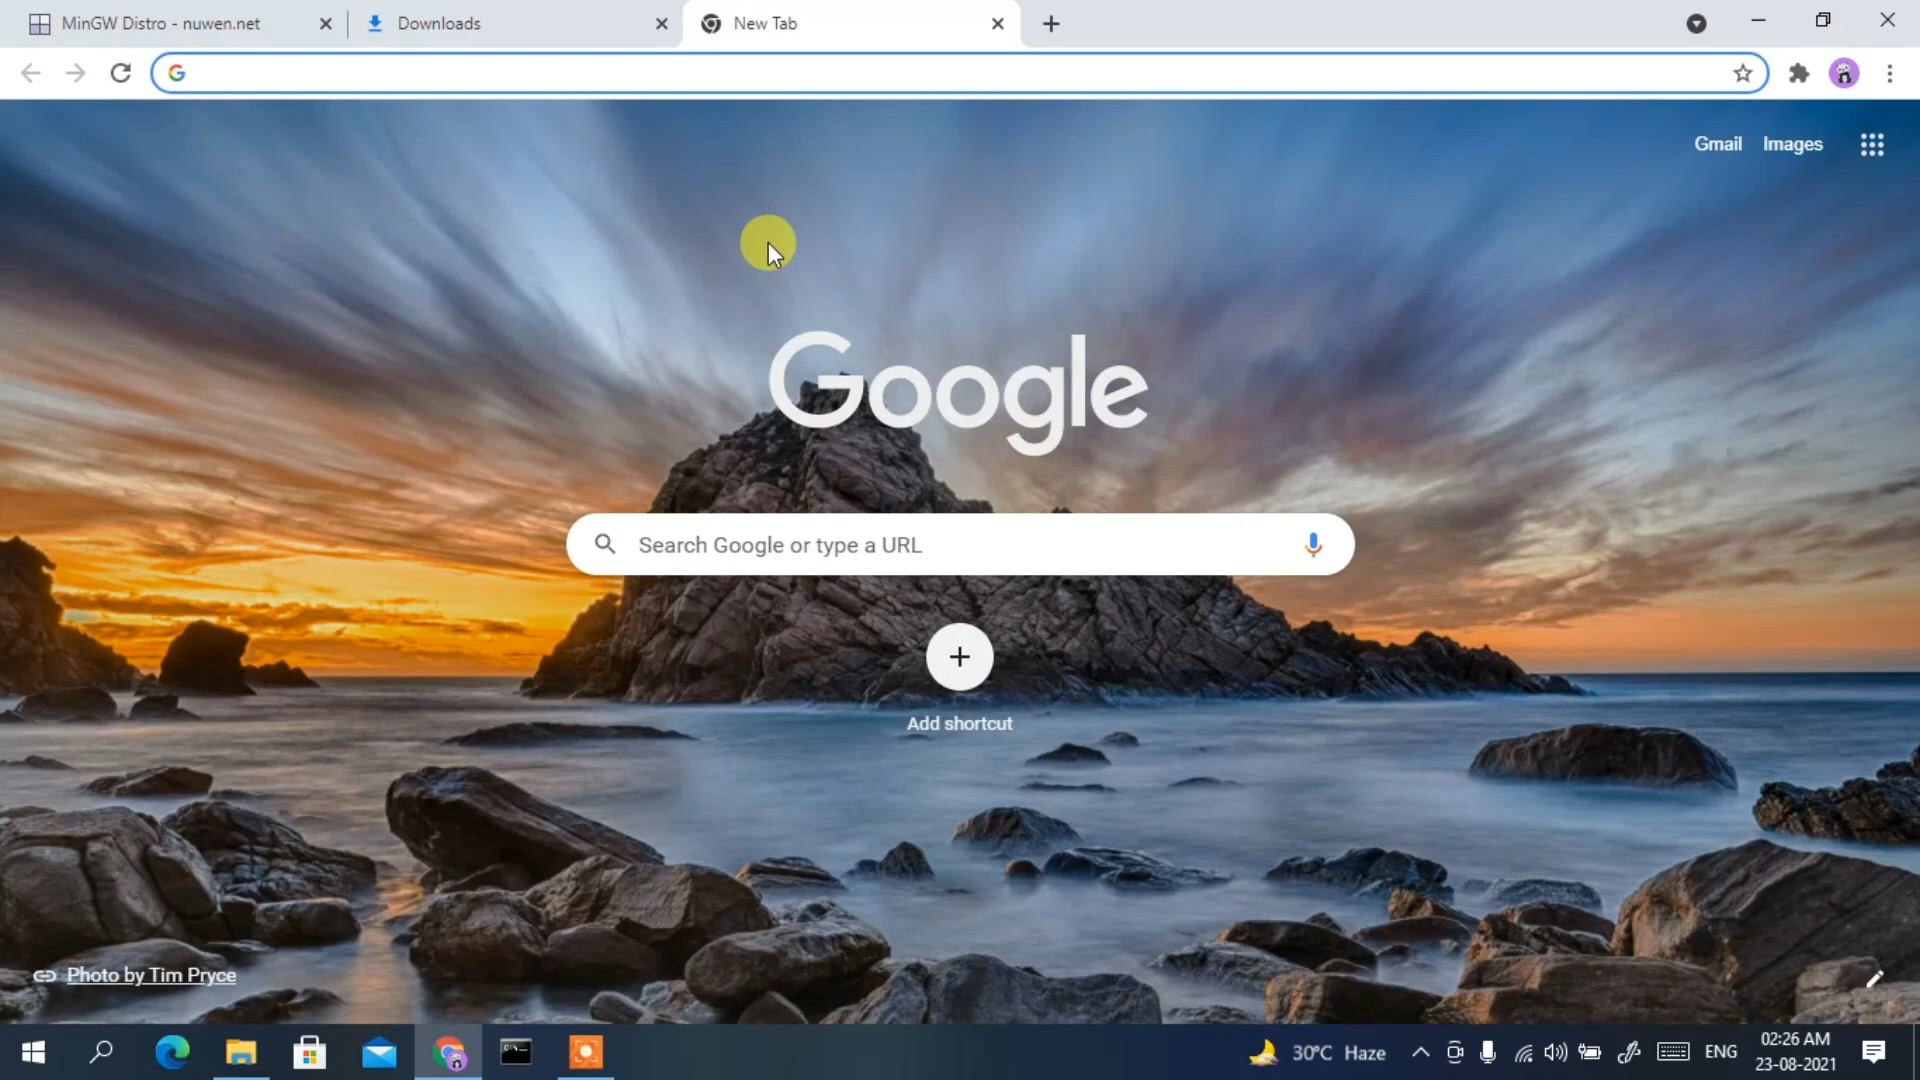 MinGW Distro - nuwen.net
Downloads
New Tab
Gmail Images
Google
Search Google or type a URL
Add shortcut
Photo by Tim Pryce
30°C Haze
ENG
02:26 AM
23-08-2021